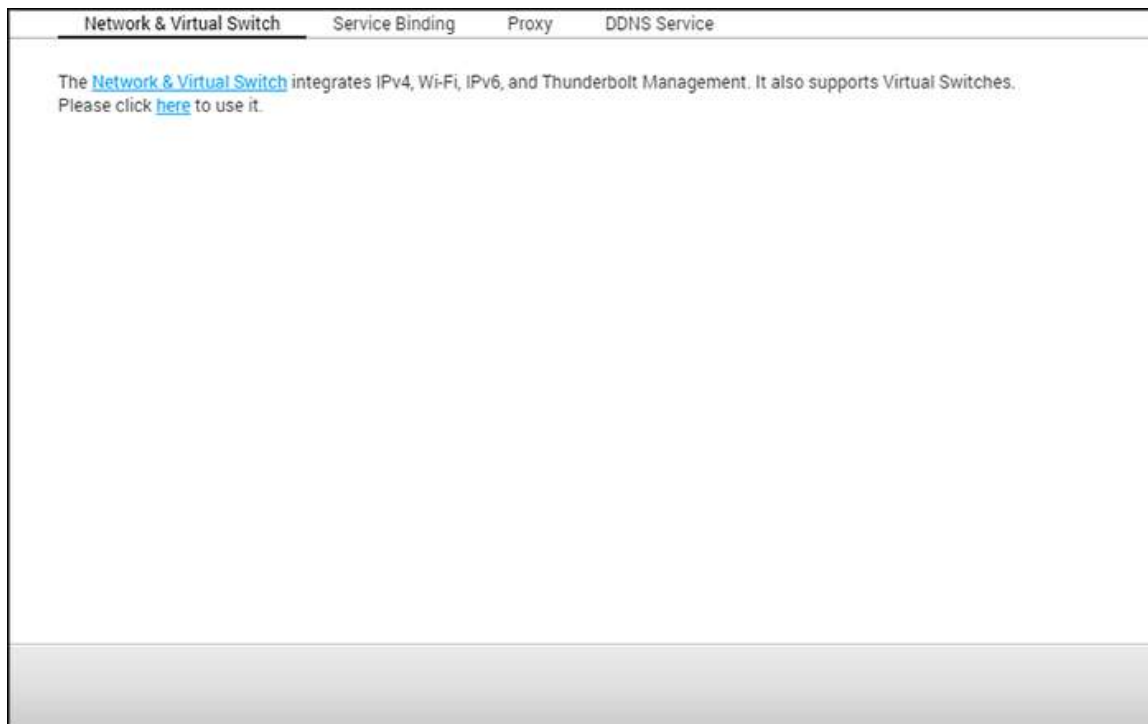 Network & Virtual Switch Service Binding Proxy DDNS Service
The Network & Virtual Switch integrates IPv4, Wi-Fi, IPv6, and Thunderbolt Management. It also supports Virtual Switches.
Please click here to use it.